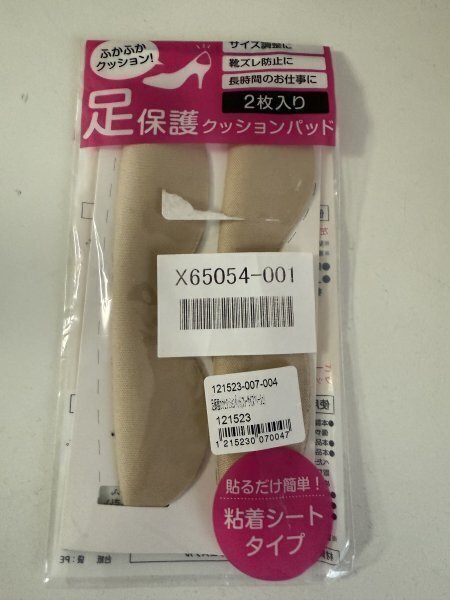 ふかふか
クッション!
サイズ調整に
靴ズレ防止に
長時間のお仕事に
2枚入り
足保護クッションパッド
X65054-001
121523-007-004
121523
1 215230 070047
貼るだけ簡単!
粘着シート
タイプ